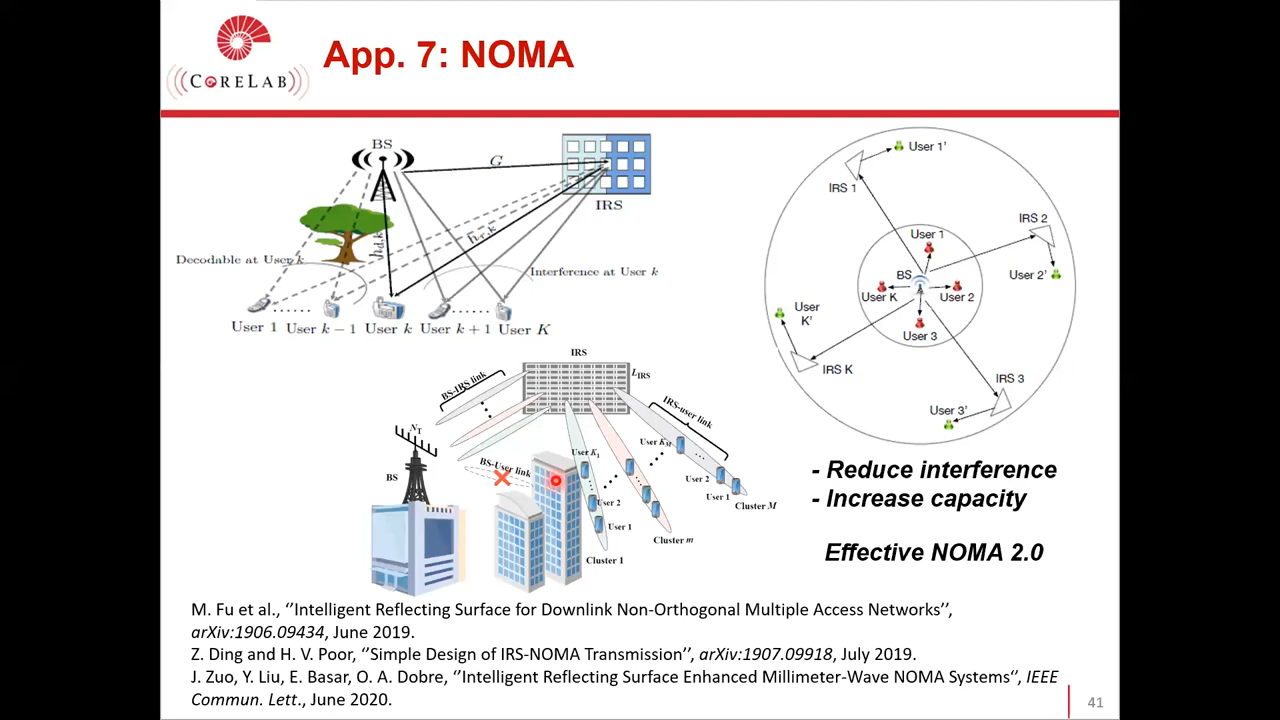 CORELAB
App. 7: NOMA
BS
G
IRS
h_{d,k}
h_{r,k}
Decodable at User k
Interference at User k
User 1 User k − 1 User k User k + 1 User K
IRS
L_IRS
BS-IRS link
IRS-user link
N_T
BS
BS-User link
User K_1
User 2
User 1
Cluster 1
Cluster m
User K_M
User 2
User 1
Cluster M
User 1'
IRS 1
IRS 2
User 2'
User 1
BS
User K
User 2
User 3
User K'
IRS K
IRS 3
User 3'
- Reduce interference
- Increase capacity
Effective NOMA 2.0
M. Fu et al., ‘’Intelligent Reflecting Surface for Downlink Non-Orthogonal Multiple Access Networks’’,
arXiv:1906.09434, June 2019.
Z. Ding and H. V. Poor, ‘’Simple Design of IRS-NOMA Transmission’’, arXiv:1907.09918, July 2019.
J. Zuo, Y. Liu, E. Basar, O. A. Dobre, ‘’Intelligent Reflecting Surface Enhanced Millimeter-Wave NOMA Systems‘’, IEEE
Commun. Lett., June 2020.
41